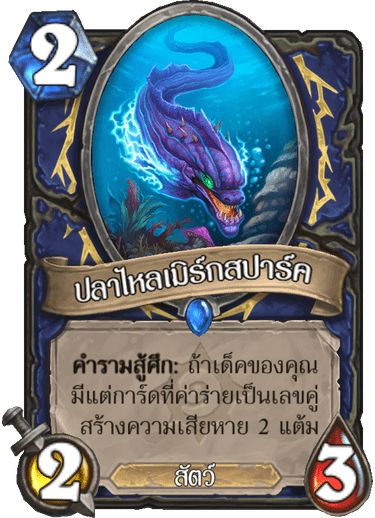 2
ปลาไหลเมิร์กสปาร์ค
คำรามสู้ศึก: ถ้าเด็คของคุณ
มีแต่การ์ดที่ค่าร่ายเป็นเลขคู่
สร้างความเสียหาย 2 แต้ม
2
สัตว์
3